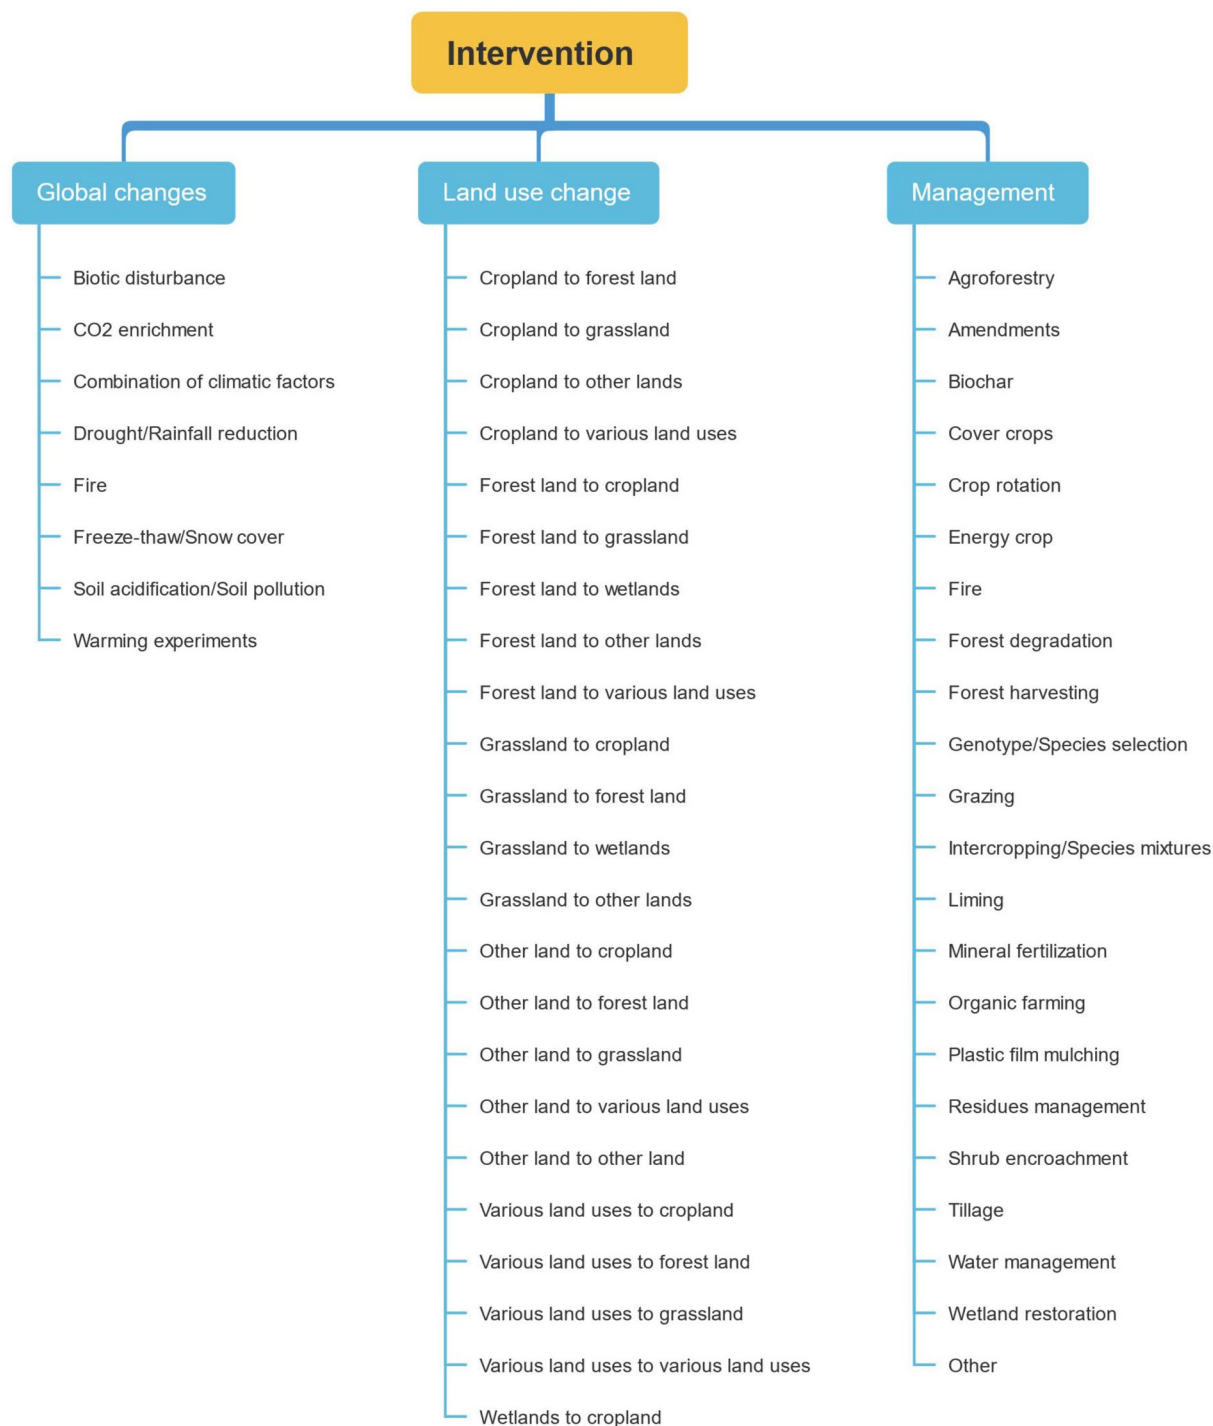 Intervention
Global changes
Biotic disturbance
CO2 enrichment
Combination of climatic factors
Drought/Rainfall reduction
Fire
Freeze-thaw/Snow cover
Soil acidification/Soil pollution
Warming experiments
Land use change
Cropland to forest land
Cropland to grassland
Cropland to other lands
Cropland to various land uses
Forest land to cropland
Forest land to grassland
Forest land to wetlands
Forest land to other lands
Forest land to various land uses
Grassland to cropland
Grassland to forest land
Grassland to wetlands
Grassland to other lands
Other land to cropland
Other land to forest land
Other land to grassland
Other land to various land uses
Other land to other land
Various land uses to cropland
Various land uses to forest land
Various land uses to grassland
Various land uses to various land uses
Wetlands to cropland
Management
Agroforestry
Amendments
Biochar
Cover crops
Crop rotation
Energy crop
Fire
Forest degradation
Forest harvesting
Genotype/Species selection
Grazing
Intercropping/Species mixtures
Liming
Mineral fertilization
Organic farming
Plastic film mulching
Residues management
Shrub encroachment
Tillage
Water management
Wetland restoration
Other